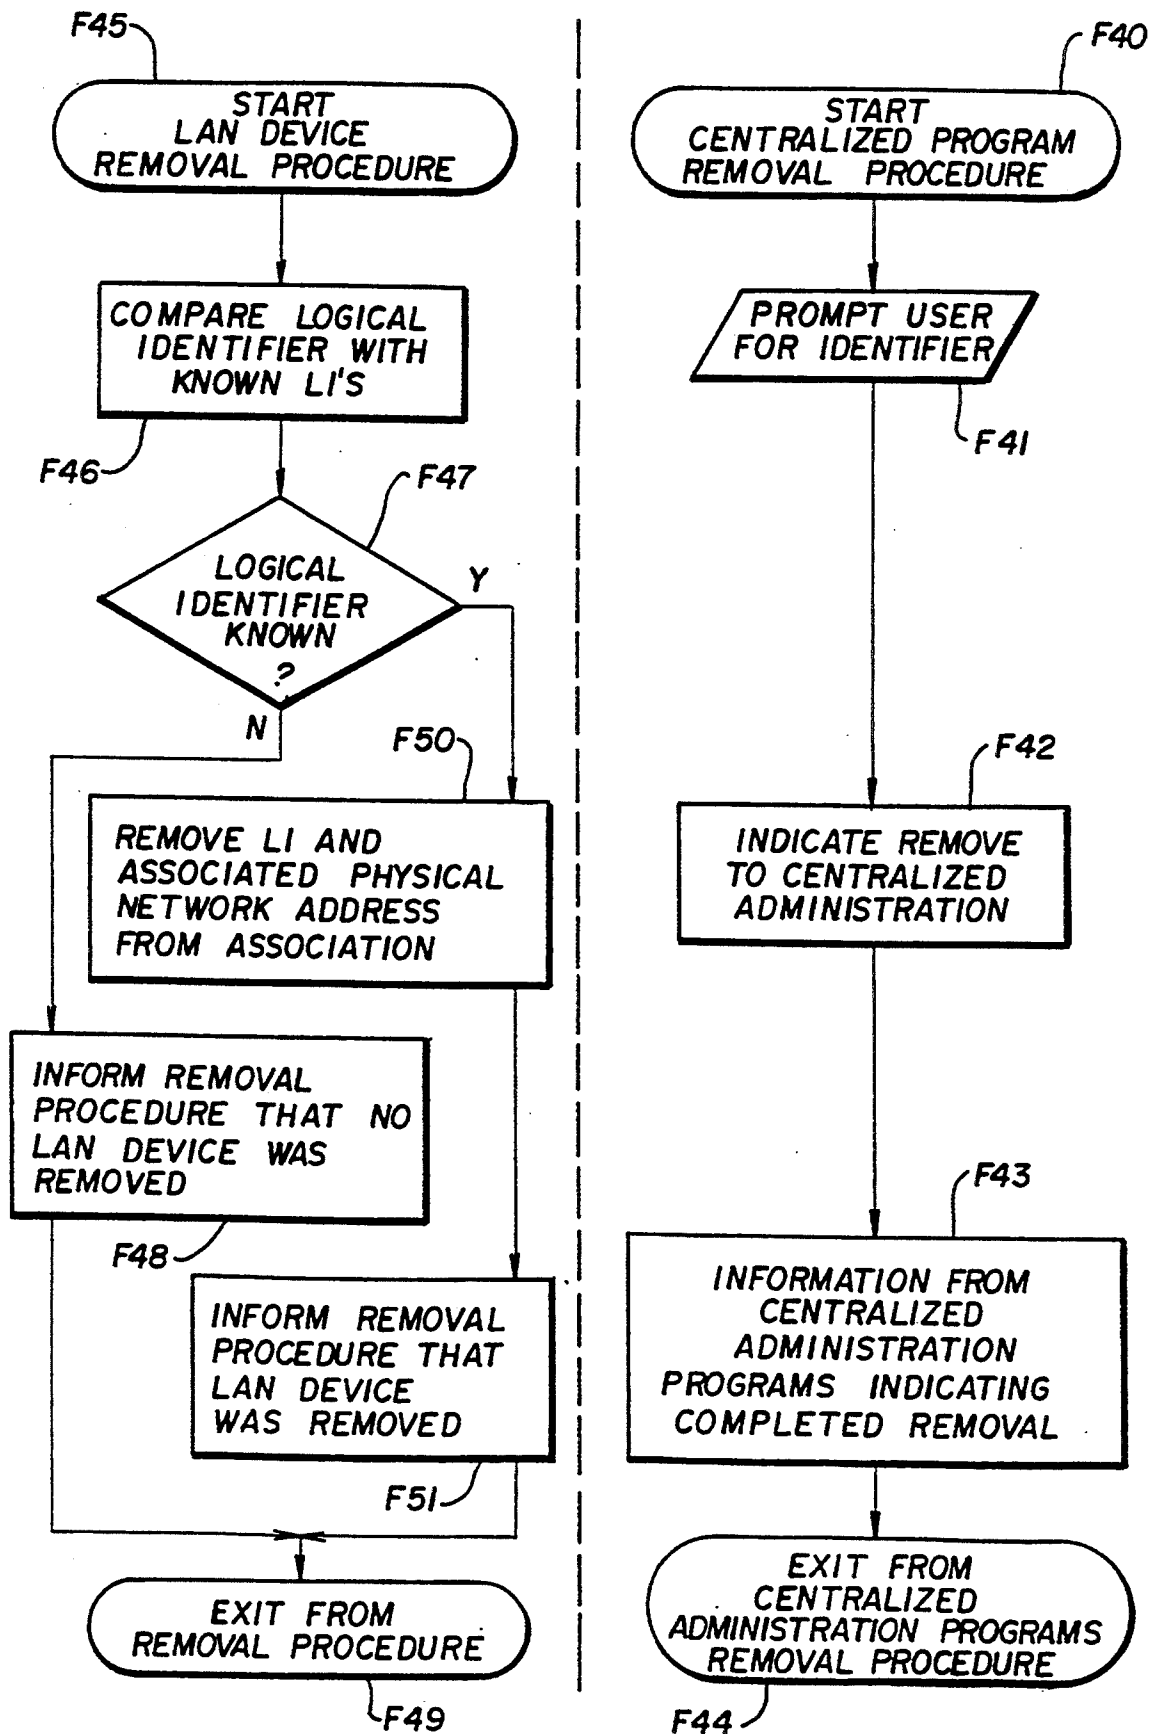 F45
START
LAN DEVICE
REMOVAL PROCEDURE
COMPARE LOGICAL
IDENTIFIER WITH
KNOWN LI'S
F46
F47
LOGICAL
IDENTIFIER
KNOWN
?
Y
N
F50
REMOVE LI AND
ASSOCIATED PHYSICAL
NETWORK ADDRESS
FROM ASSOCIATION
INFORM REMOVAL
PROCEDURE THAT NO
LAN DEVICE WAS
REMOVED
F48
INFORM REMOVAL
PROCEDURE THAT
LAN DEVICE
WAS REMOVED
F51
EXIT FROM
REMOVAL PROCEDURE
F49
F40
START
CENTRALIZED PROGRAM
REMOVAL PROCEDURE
PROMPT USER
FOR IDENTIFIER
F41
F42
INDICATE REMOVE
TO CENTRALIZED
ADMINISTRATION
F43
INFORMATION FROM
CENTRALIZED
ADMINISTRATION
PROGRAMS INDICATING
COMPLETED REMOVAL
EXIT FROM
CENTRALIZED
ADMINISTRATION PROGRAMS
REMOVAL PROCEDURE
F44